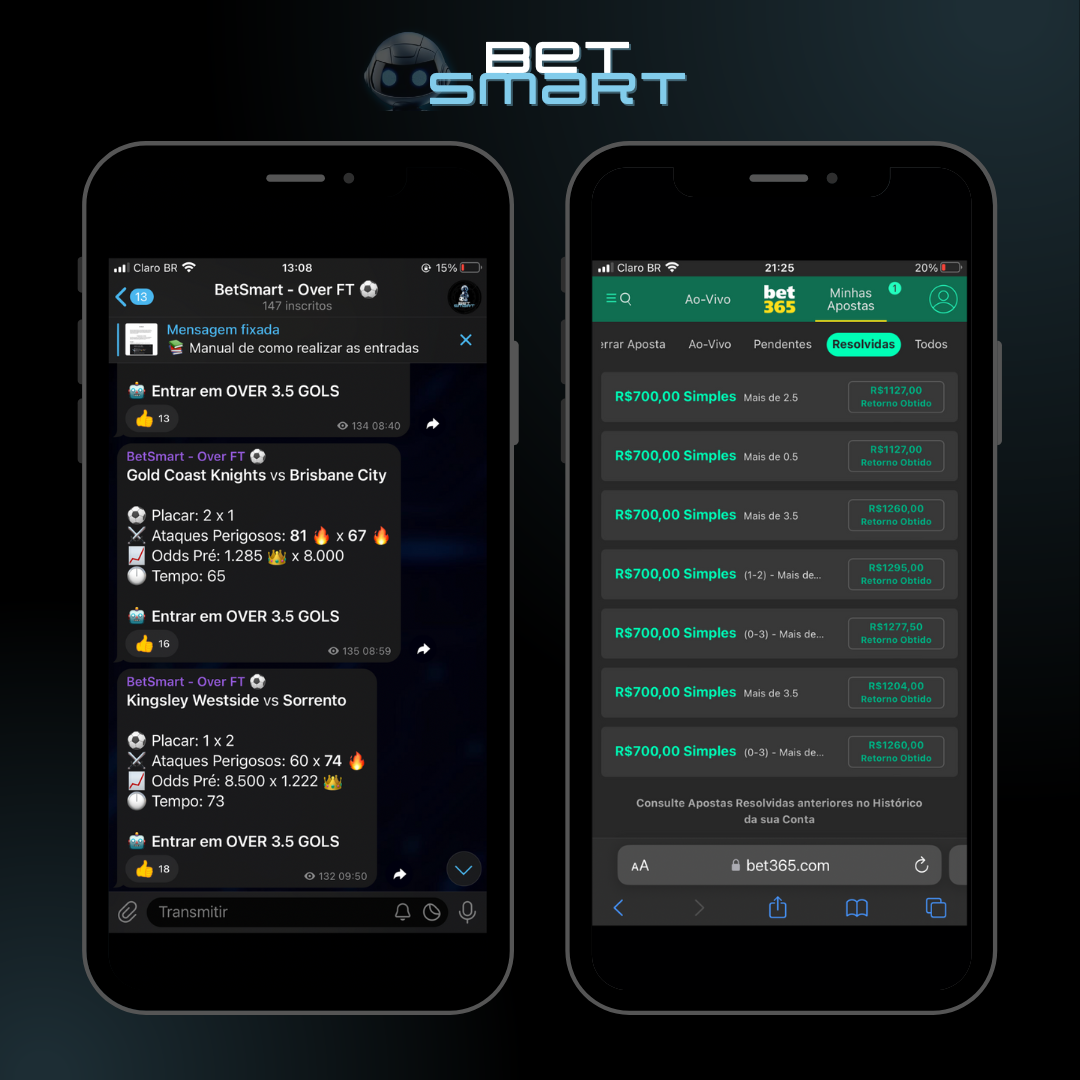 BET
SMART
Claro BR
13:08
15%
13
BetSmart - Over FT ⚽
147 inscritos
Mensagem fixada
📚 Manual de como realizar as entradas
🤖 Entrar em OVER 3.5 GOLS
👍 13
134 08:40
BetSmart - Over FT ⚽
Gold Coast Knights vs Brisbane City
⚽ Placar: 2 x 1
⚔️ Ataques Perigosos: 81 🔥 x 67 🔥
📈 Odds Pré: 1.285 👑 x 8.000
⏱ Tempo: 65
🤖 Entrar em OVER 3.5 GOLS
👍 16
135 08:59
BetSmart - Over FT ⚽
Kingsley Westside vs Sorrento
⚽ Placar: 1 x 2
⚔️ Ataques Perigosos: 60 x 74 🔥
📈 Odds Pré: 8.500 x 1.222 👑
⏱ Tempo: 73
🤖 Entrar em OVER 3.5 GOLS
👍 18
132 09:50
Transmitir
Claro BR
21:25
20%
Ao-Vivo
bet
365
Minhas
Apostas
1
errar Aposta
Ao-Vivo
Pendentes
Resolvidas
Todos
R$700,00 Simples Mais de 2.5
R$1127,00
Retorno Obtido
R$700,00 Simples Mais de 0.5
R$1127,00
Retorno Obtido
R$700,00 Simples Mais de 3.5
R$1260,00
Retorno Obtido
R$700,00 Simples (1-2) - Mais de...
R$1295,00
Retorno Obtido
R$700,00 Simples (0-3) - Mais de...
R$1277,50
Retorno Obtido
R$700,00 Simples Mais de 3.5
R$1204,00
Retorno Obtido
R$700,00 Simples (0-3) - Mais de...
R$1260,00
Retorno Obtido
Consulte Apostas Resolvidas anteriores no Histórico
da sua Conta
AA
bet365.com